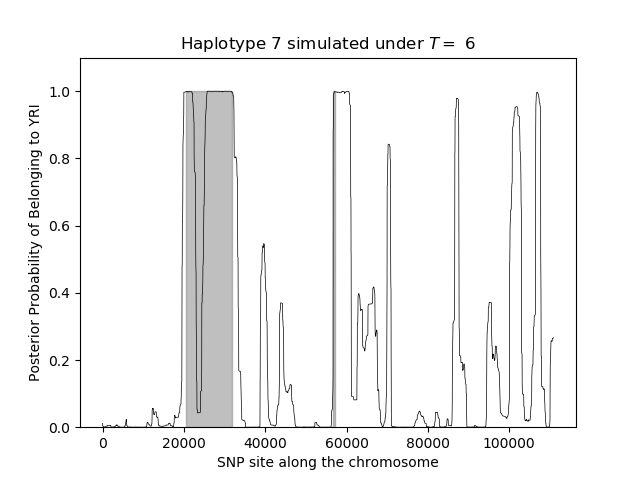 Haplotype 7 simulated under T = 6
Posterior Probability of Belonging to YRI
1.0
0.8
0.6
0.4
0.2
0.0
0 20000 40000 60000 80000 100000
SNP site along the chromosome